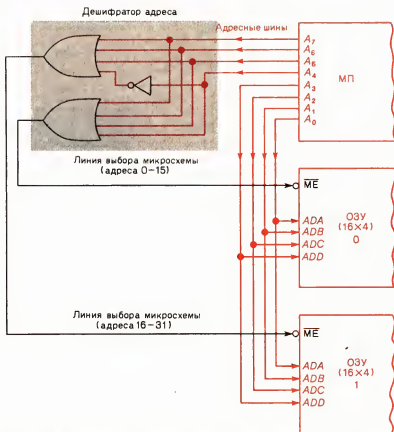 Дешифратор адреса
Адресные шины
A7
A6
A5
A4
A3
A2
A1
A0
МП
Линия выбора микросхемы
(адреса 0–15)
ME
ADA
ADB
ADC
ADD
ОЗУ
(16×4)
0
Линия выбора микросхемы
(адреса 16–31)
ME
ADA
ADB
ADC
ADD
ОЗУ
(16×4)
1